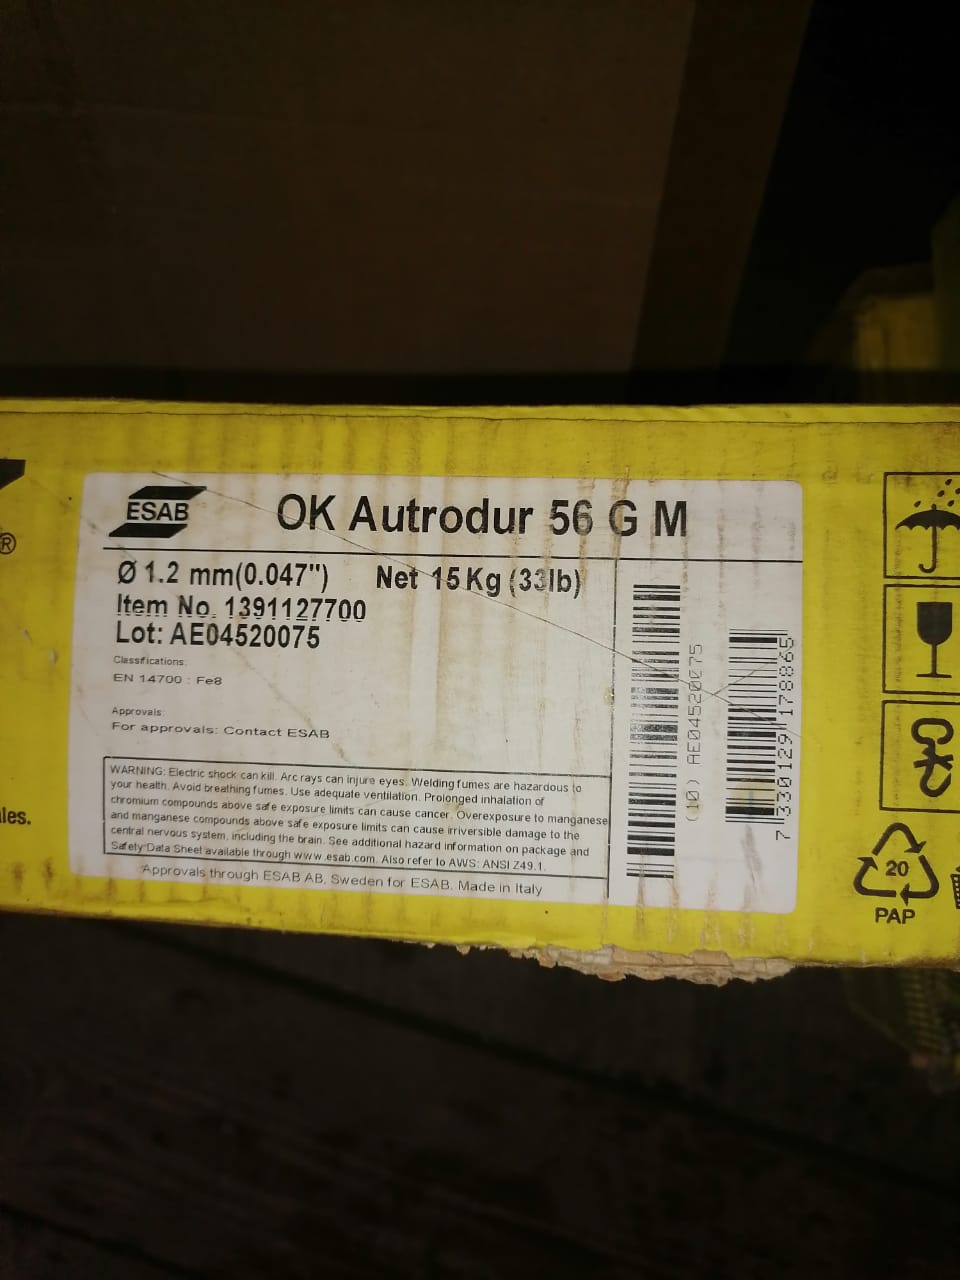 ESAB
OK Autrodur 56 G M
®
Ø 1.2 mm(0.047") Net 15 Kg (33lb)
Item No. 1391127700
Lot: AE04520075
Classifications:
EN 14700 : Fe8
Approvals:
For approvals: Contact ESAB
WARNING: Electric shock can kill. Arc rays can injure eyes. Welding fumes are hazardous to
your health. Avoid breathing fumes. Use adequate ventilation. Prolonged inhalation of
chromium compounds above safe exposure limits can cause cancer. Overexposure to manganese
and manganese compounds above safe exposure limits can cause irriversible damage to the
central nervous system, including the brain. See additional hazard information on package and
Safety Data Sheet available through www.esab.com. Also refer to AWS: ANSI Z49.1.
Approvals through ESAB AB, Sweden for ESAB. Made in Italy
(10) AE04520075
7 330129 178865
les.
20
PAP